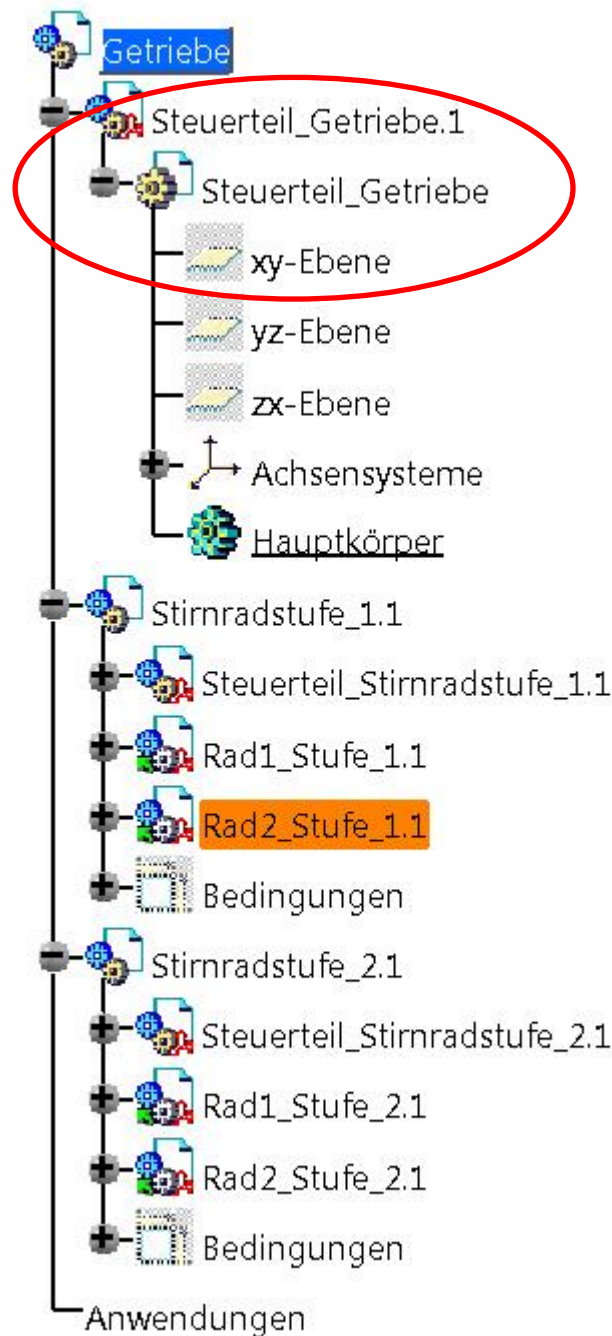 Getriebe
Steuerteil_Getriebe.1
Steuerteil_Getriebe
xy-Ebene
yz-Ebene
zx-Ebene
Achsensysteme
Hauptkörper
Stirnradstufe_1.1
Steuerteil_Stirnradstufe_1.1
Rad1_Stufe_1.1
Rad2_Stufe_1.1
Bedingungen
Stirnradstufe_2.1
Steuerteil_Stirnradstufe_2.1
Rad1_Stufe_2.1
Rad2_Stufe_2.1
Bedingungen
Anwendungen